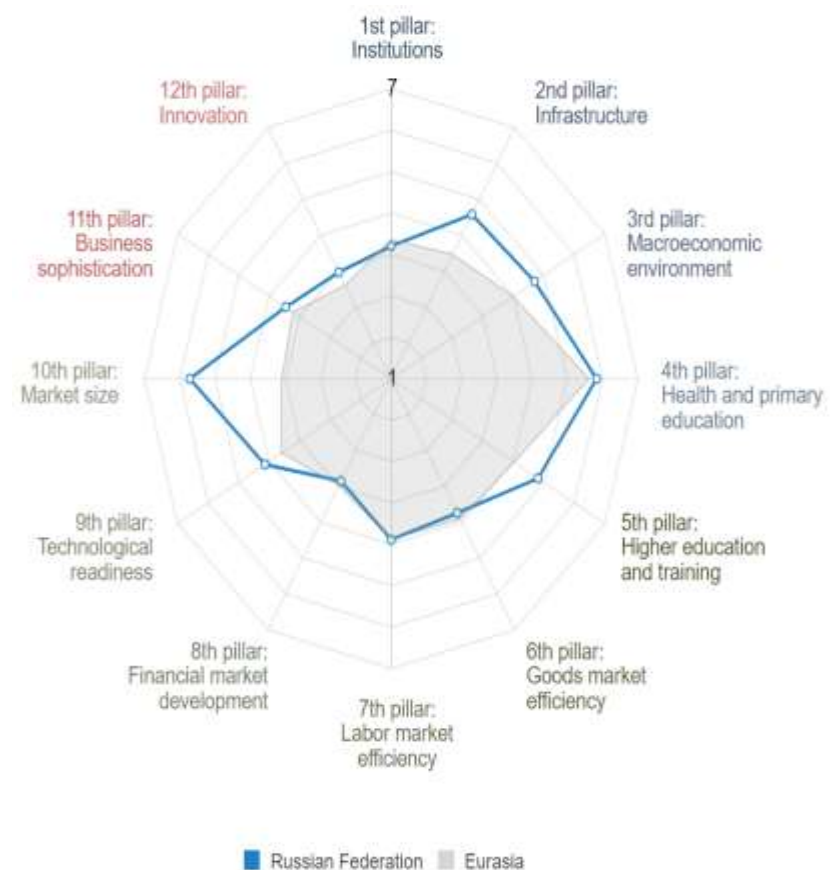 1st pillar:
Institutions
7
2nd pillar:
Infrastructure
3rd pillar:
Macroeconomic
environment
4th pillar:
Health and primary
education
5th pillar:
Higher education
and training
6th pillar:
Goods market
efficiency
7th pillar:
Labor market
efficiency
8th pillar:
Financial market
development
9th pillar:
Technological
readiness
10th pillar:
Market size
11th pillar:
Business
sophistication
12th pillar:
Innovation
1
Russian Federation Eurasia